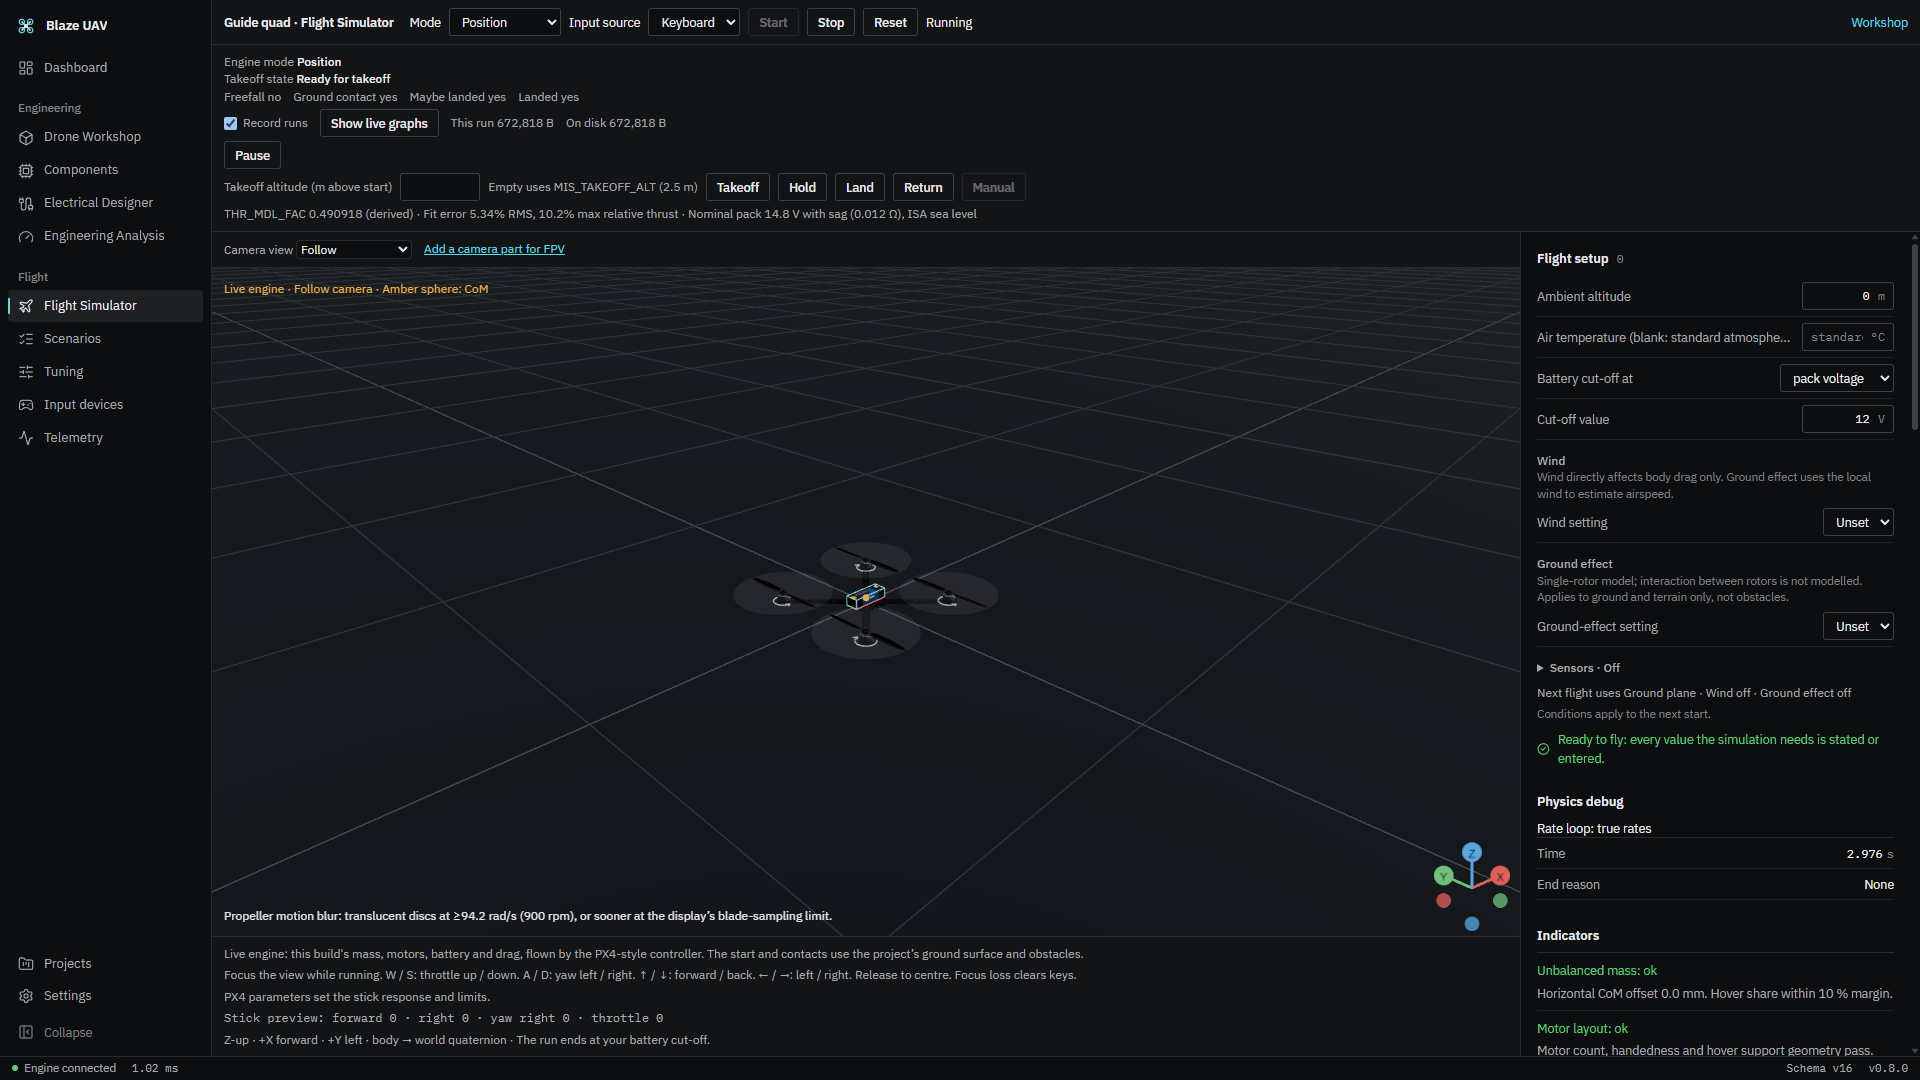 Blaze UAV
Dashboard
Engineering
Drone Workshop
Components
Electrical Designer
Engineering Analysis
Flight
Flight Simulator
Scenarios
Tuning
Input devices
Telemetry
Projects
Settings
Collapse
Guide quad · Flight Simulator Mode Position Input source Keyboard Start Stop Reset Running Workshop
Engine mode Position
Takeoff state Ready for takeoff
Freefall no Ground contact yes Maybe landed yes Landed yes
Record runs Show live graphs This run 672,818 B On disk 672,818 B
Pause
Takeoff altitude (m above start) Empty uses MIS_TAKEOFF_ALT (2.5 m) Takeoff Hold Land Return Manual
THR_MDL_FAC 0.490918 (derived) · Fit error 5.34% RMS, 10.2% max relative thrust · Nominal pack 14.8 V with sag (0.012 Ω), ISA sea level
Camera view Follow Add a camera part for FPV
Live engine · Follow camera · Amber sphere: CoM
Z
Y
X
Propeller motion blur: translucent discs at ≥94.2 rad/s (900 rpm), or sooner at the display's blade-sampling limit.
Live engine: this build's mass, motors, battery and drag, flown by the PX4-style controller. The start and contacts use the project's ground surface and obstacles.
Focus the view while running. W / S: throttle up / down. A / D: yaw left / right. ↑ / ↓: forward / back. ← / →: left / right. Release to centre. Focus loss clears keys.
PX4 parameters set the stick response and limits.
Stick preview: forward 0 · right 0 · yaw right 0 · throttle 0
Z-up · +X forward · +Y left · body → world quaternion · The run ends at your battery cut-off.
Flight setup 0
Ambient altitude 0 m
Air temperature (blank: standard atmosphe... standar °C
Battery cut-off at pack voltage
Cut-off value 12 V
Wind
Wind directly affects body drag only. Ground effect uses the local
wind to estimate airspeed.
Wind setting Unset
Ground effect
Single-rotor model; interaction between rotors is not modelled.
Applies to ground and terrain only, not obstacles.
Ground-effect setting Unset
Sensors · Off
Next flight uses Ground plane · Wind off · Ground effect off
Conditions apply to the next start.
Ready to fly: every value the simulation needs is stated or
entered.
Physics debug
Rate loop: true rates
Time 2.976 s
End reason None
Indicators
Unbalanced mass: ok
Horizontal CoM offset 0.0 mm. Hover share within 10 % margin.
Motor layout: ok
Motor count, handedness and hover support geometry pass.
Engine connected 1.02 ms Schema v16 v0.8.0